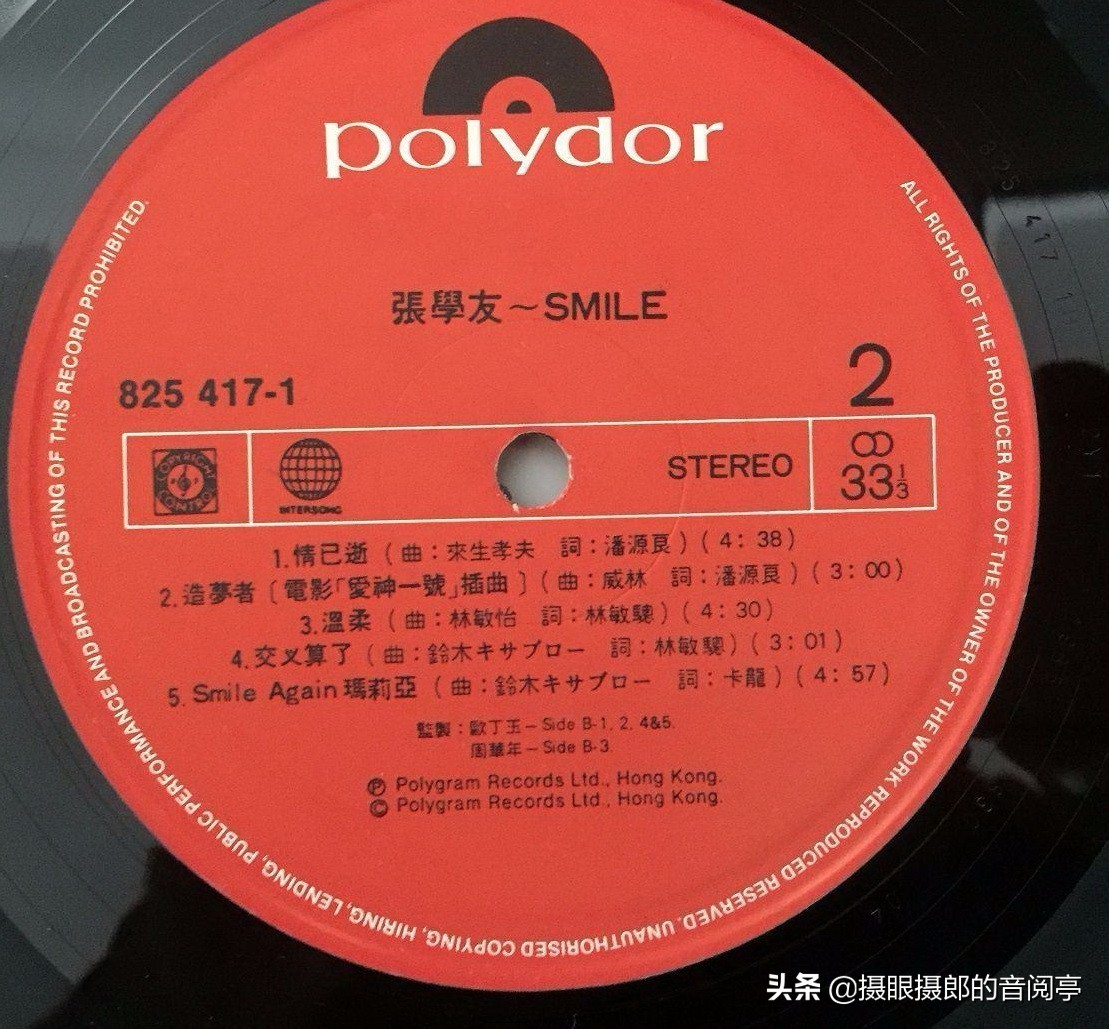 polydor
張學友～SMILE
825 417-1
2
COPYRIGHT CONTROL
INTERSONG
STEREO
33 1/3
1.情已逝（曲：來生孝夫 詞：潘源良）（4：38）
2.造夢者〔電影「愛神一號」插曲〕（曲：威林 詞：潘源良）（3：00）
3.溫柔（曲：林敏怡 詞：林敏驄）（4：30）
4.交叉算了（曲：鈴木キサブロー 詞：林敏驄）（3：01）
5.Smile Again瑪莉亞（曲：鈴木キサブロー 詞：卡龍）（4：57）
監製：歐丁玉－Side B-1, 2, 4&5.
周華年－Side B-3.
Ⓟ Polygram Records Ltd., Hong Kong.
© Polygram Records Ltd., Hong Kong.
ALL RIGHTS OF THE PRODUCER AND OF THE OWNER OF THE WORK REPRODUCED RESERVED. UNAUTHORISED COPYING, HIRING, LENDING, PUBLIC PERFORMANCE AND BROADCASTING OF THIS RECORD PROHIBITED.
825 417 1
头条 @摄眼摄郎的音阅亭